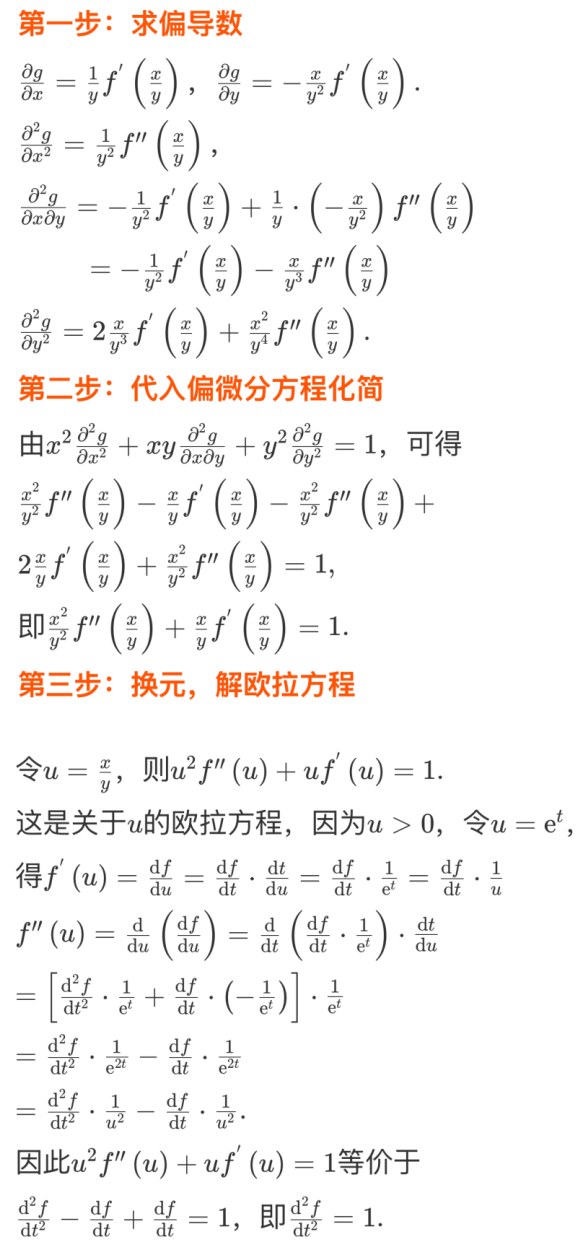 第一步：求偏导数
∂g/∂x = 1/y f′(x/y)，∂g/∂y = −x/y² f′(x/y).
∂²g/∂x² = 1/y² f″(x/y)，
∂²g/∂x∂y = −1/y² f′(x/y) + 1/y · (−x/y²) f″(x/y)
= −1/y² f′(x/y) − x/y³ f″(x/y)
∂²g/∂y² = 2 x/y³ f′(x/y) + x²/y⁴ f″(x/y).
第二步：代入偏微分方程化简
由x² ∂²g/∂x² + xy ∂²g/∂x∂y + y² ∂²g/∂y² = 1，可得
x²/y² f″(x/y) − x/y f′(x/y) − x²/y² f″(x/y) +
2 x/y f′(x/y) + x²/y² f″(x/y) = 1,
即 x²/y² f″(x/y) + x/y f′(x/y) = 1.
第三步：换元，解欧拉方程
令u = x/y，则u² f″(u) + uf′(u) = 1.
这是关于u的欧拉方程，因为u > 0，令u = eᵗ，
得f′(u) = df/du = df/dt · dt/du = df/dt · 1/eᵗ = df/dt · 1/u
f″(u) = d/du (df/du) = d/dt (df/dt · 1/eᵗ) · dt/du
= [d²f/dt² · 1/eᵗ + df/dt · (−1/eᵗ)] · 1/eᵗ
= d²f/dt² · 1/e²ᵗ − df/dt · 1/e²ᵗ
= d²f/dt² · 1/u² − df/dt · 1/u².
因此u² f″(u) + uf′(u) = 1等价于
d²f/dt² − df/dt + df/dt = 1，即 d²f/dt² = 1.